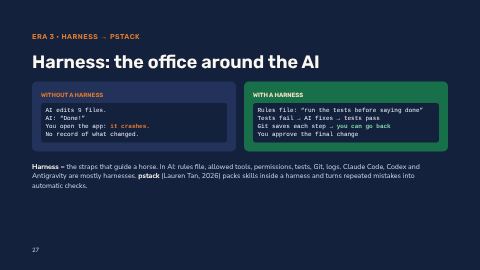 ERA 3 • HARNESS → PSTACK
Harness: the office around the AI
WITHOUT A HARNESS
AI edits 9 files.
AI: "Done!"
You open the app: it crashes.
No record of what changed.
WITH A HARNESS
Rules file: "run the tests before saying done"
Tests fail → AI fixes → tests pass
Git saves each step → you can go back
You approve the final change
Harness = the straps that guide a horse. In AI: rules file, allowed tools, permissions, tests, Git, logs. Claude Code, Codex and
Antigravity are mostly harnesses. pstack (Lauren Tan, 2026) packs skills inside a harness and turns repeated mistakes into
automatic checks.
27